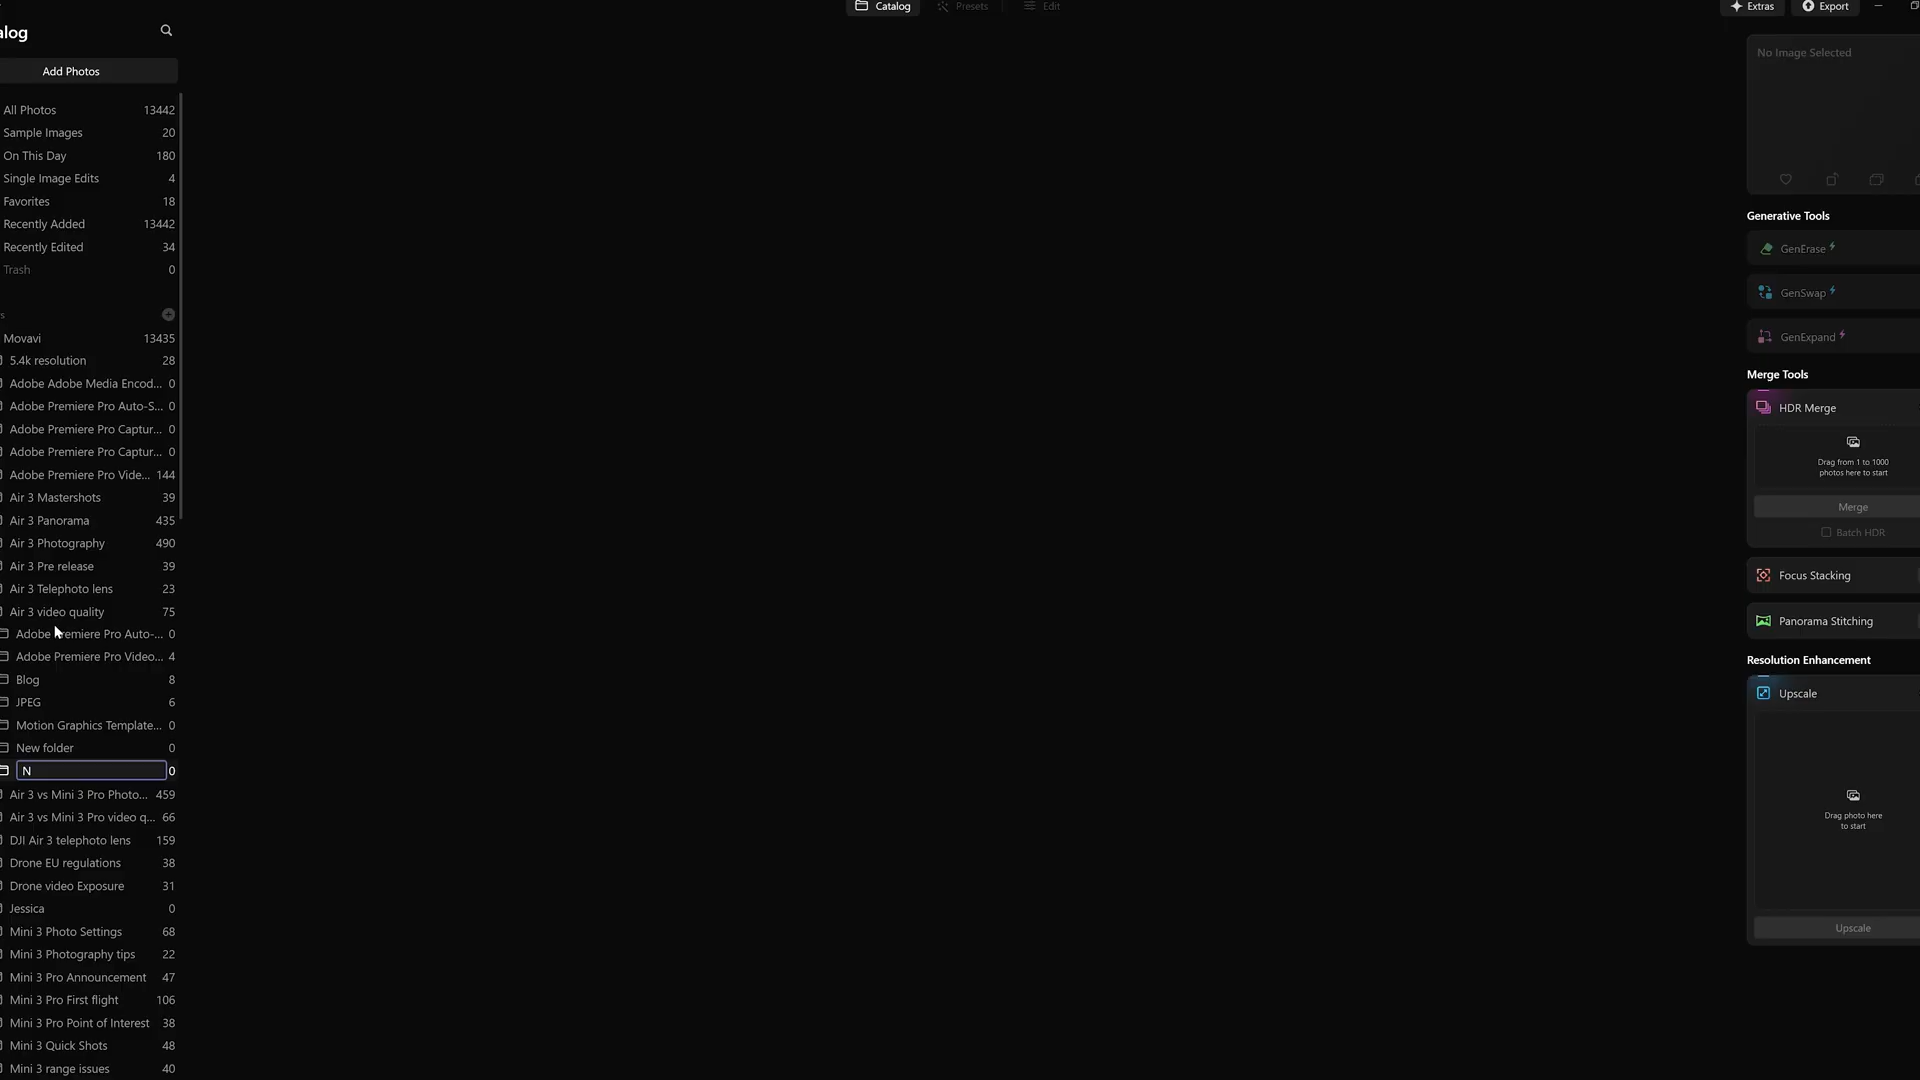 alog
Add Photos
All Photos 13442
Sample Images 20
On This Day 180
Single Image Edits 4
Favorites 18
Recently Added 13442
Recently Edited 34
Trash 0
s
Movavi 13435
5.4k resolution 28
Adobe Adobe Media Encod... 0
Adobe Premiere Pro Auto-S... 0
Adobe Premiere Pro Captur... 0
Adobe Premiere Pro Captur... 0
Adobe Premiere Pro Vide... 144
Air 3 Mastershots 39
Air 3 Panorama 435
Air 3 Photography 490
Air 3 Pre release 39
Air 3 Telephoto lens 23
Air 3 video quality 75
Adobe Premiere Pro Auto-... 0
Adobe Premiere Pro Video... 4
Blog 8
JPEG 6
Motion Graphics Template... 0
New folder 0
N 0
Air 3 vs Mini 3 Pro Photo... 459
Air 3 vs Mini 3 Pro video q... 66
DJI Air 3 telephoto lens 159
Drone EU regulations 38
Drone video Exposure 31
Jessica 0
Mini 3 Photo Settings 68
Mini 3 Photography tips 22
Mini 3 Pro Announcement 47
Mini 3 Pro First flight 106
Mini 3 Pro Point of Interest 38
Mini 3 Quick Shots 48
Mini 3 range issues 40
Catalog Presets Edit
Extras Export
No Image Selected
Generative Tools
GenErase
GenSwap
GenExpand
Merge Tools
HDR Merge
Drag from 1 to 1000
photos here to start
Merge
Batch HDR
Focus Stacking
Panorama Stitching
Resolution Enhancement
Upscale
Drag photo here
to start
Upscale